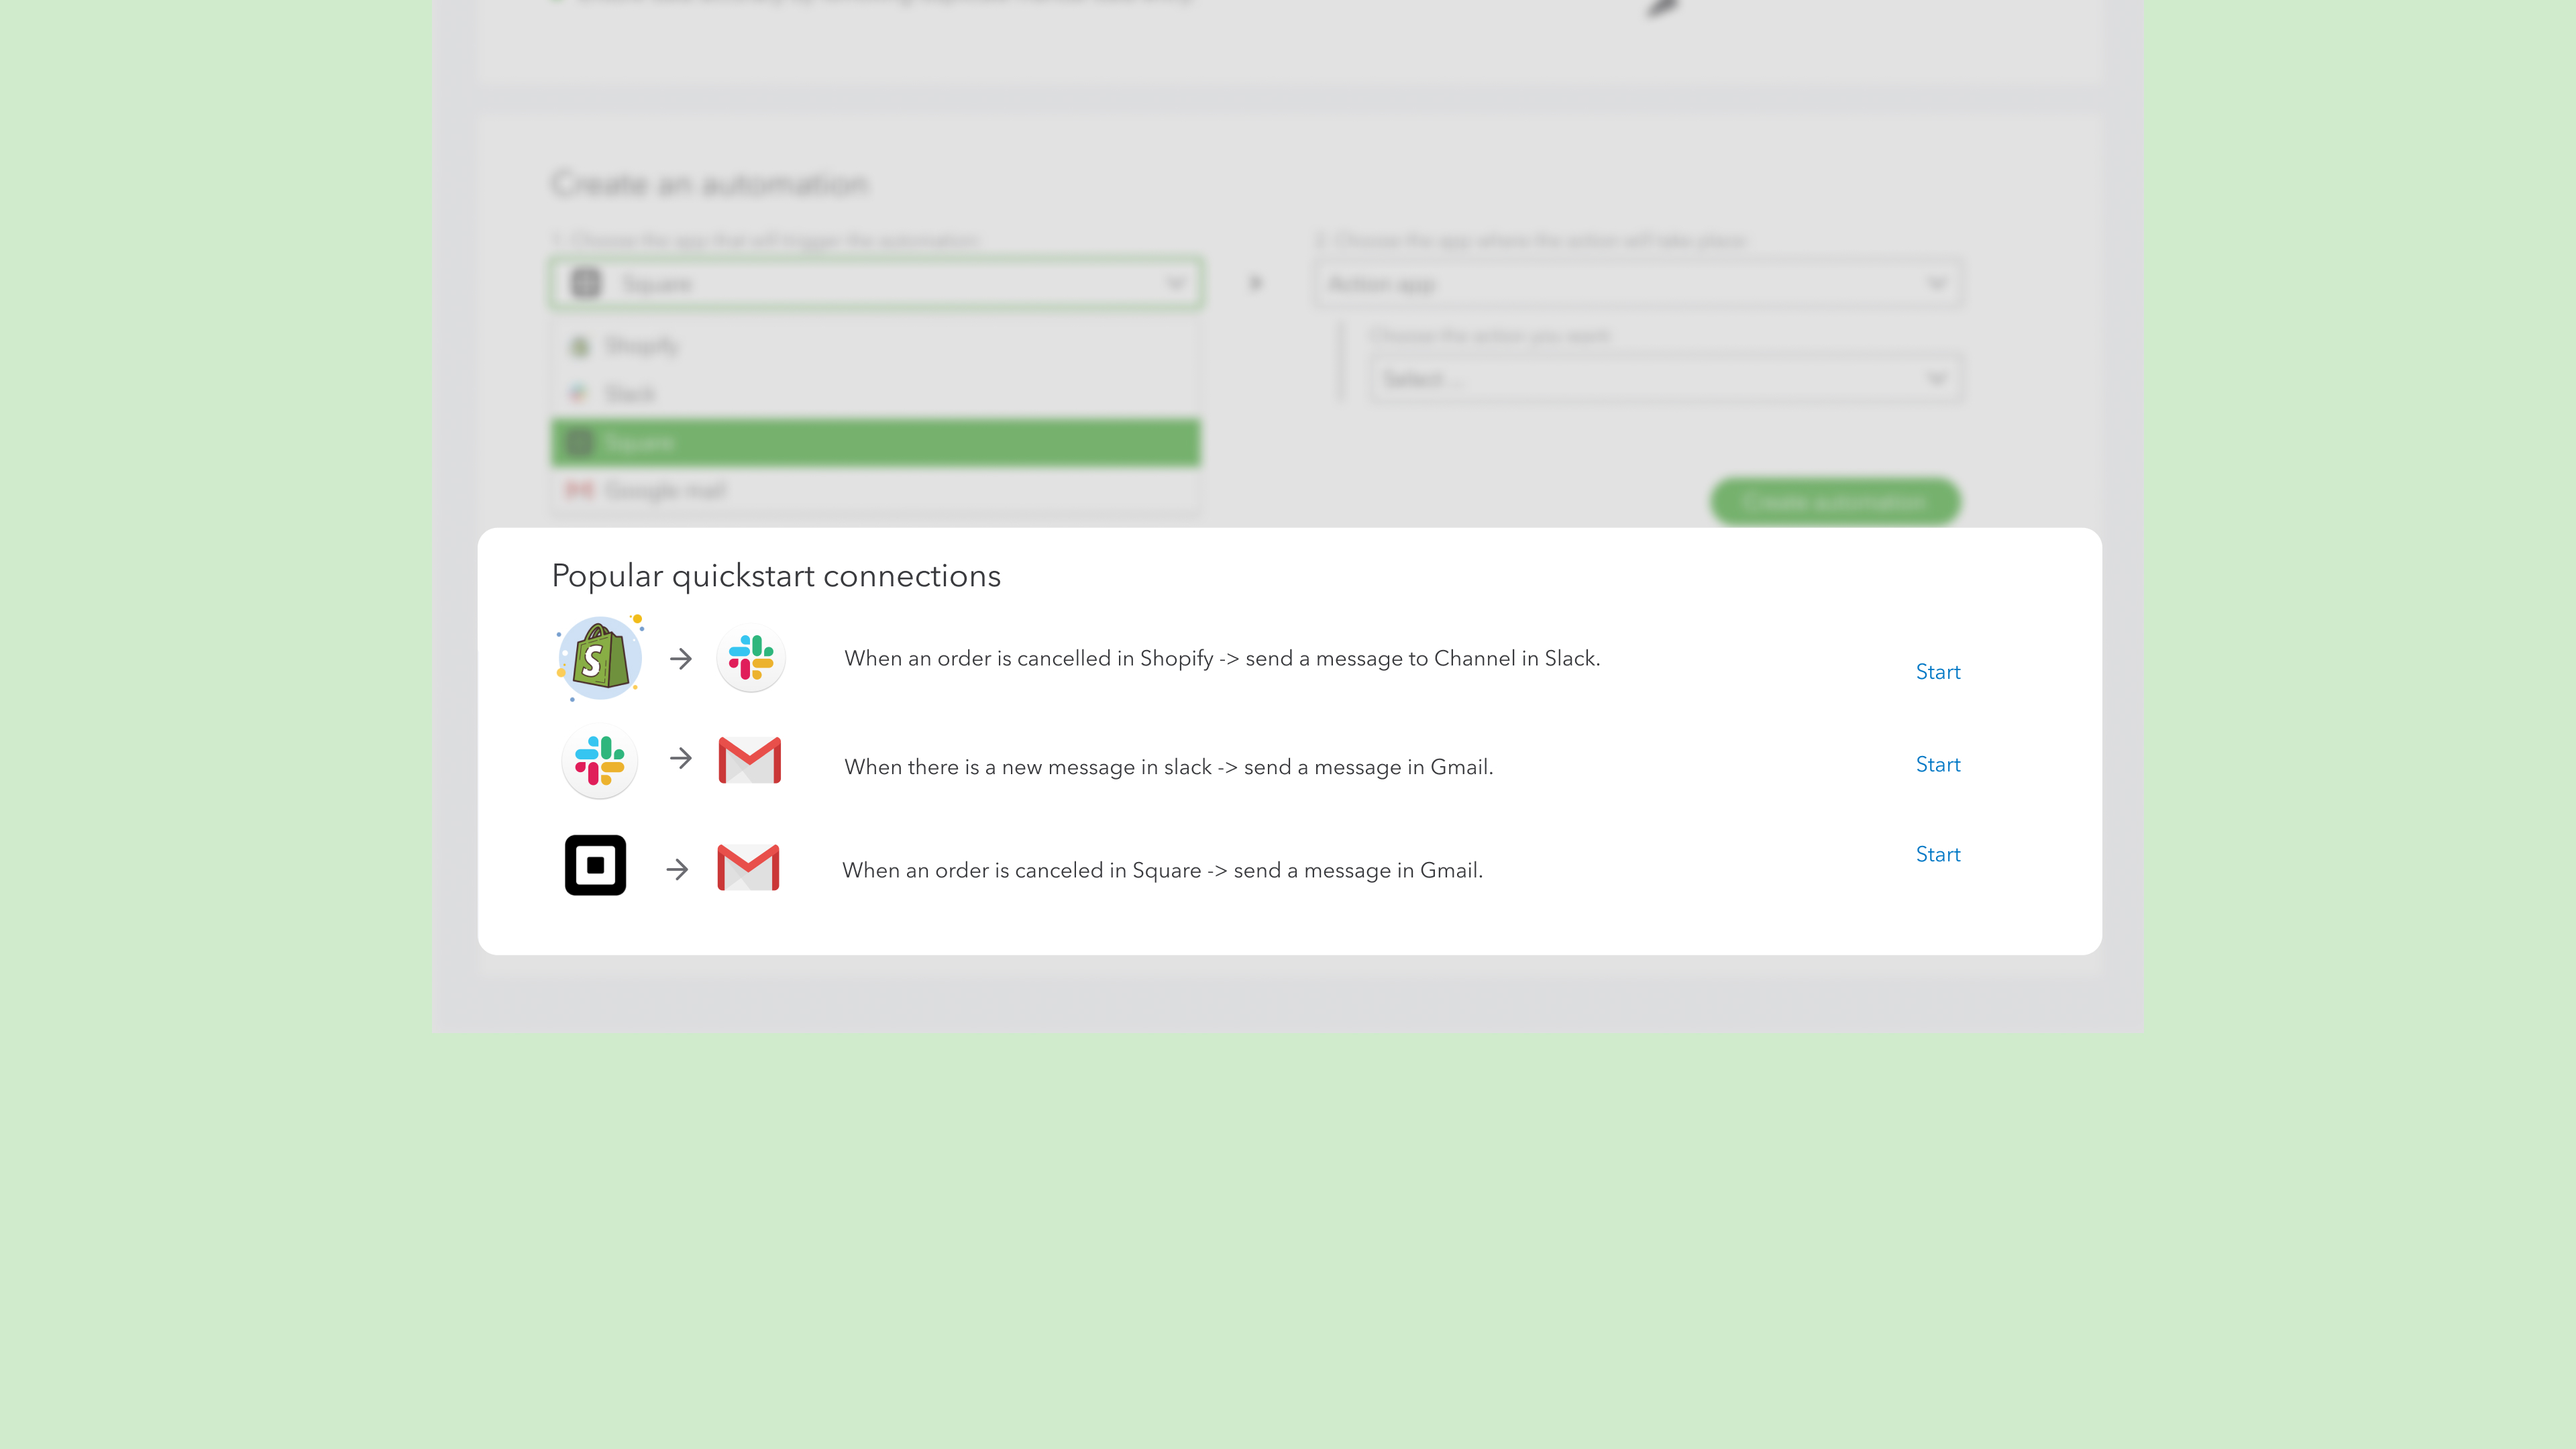 Create an automation
1. Choose the app that will trigger the automation
2. Choose the app where the action will take place
Square
Action app
Shopify
Choose the action you want
Slack
Select ...
Square
Google mail
Create automation
Popular quickstart connections
When an order is cancelled in Shopify -> send a message to Channel in Slack.
Start
When there is a new message in slack -> send a message in Gmail.
Start
When an order is canceled in Square -> send a message in Gmail.
Start